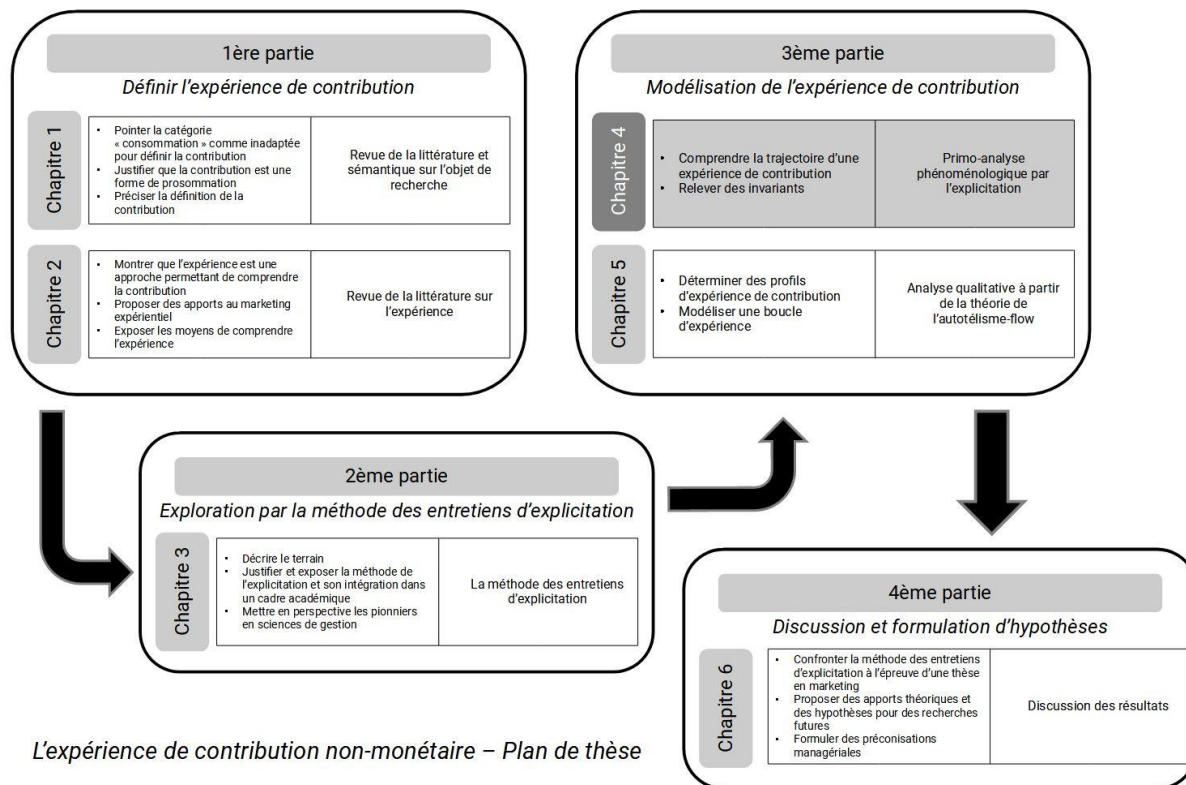 1ère partie
Définir l'expérience de contribution
Chapitre 1
▪ Pointer la catégorie
« consommation » comme inadaptée
pour définir la contribution
▪ Justifier que la contribution est une
forme de prosommation
▪ Préciser la définition de la
contribution
Revue de la littérature et
sémantique sur l'objet de
recherche
Chapitre 2
▪ Montrer que l'expérience est une
approche permettant de comprendre
la contribution
▪ Proposer des apports au marketing
expérientiel
▪ Exposer les moyens de comprendre
l'expérience
Revue de la littérature sur
l'expérience
2ème partie
Exploration par la méthode des entretiens d'explicitation
Chapitre 3
▪ Décrire le terrain
▪ Justifier et exposer la méthode de
l'explicitation et son intégration dans
un cadre académique
▪ Mettre en perspective les pionniers
en sciences de gestion
La méthode des entretiens
d'explicitation
3ème partie
Modélisation de l'expérience de contribution
Chapitre 4
▪ Comprendre la trajectoire d'une
expérience de contribution
▪ Relever des invariants
Primo-analyse
phénoménologique par
l'explicitation
Chapitre 5
▪ Déterminer des profils
d'expérience de contribution
▪ Modéliser une boucle
d'expérience
Analyse qualitative à partir
de la théorie de
l'autotélisme-flow
4ème partie
Discussion et formulation d'hypothèses
Chapitre 6
▪ Confronter la méthode des entretiens
d'explicitation à l'épreuve d'une thèse
en marketing
▪ Proposer des apports théoriques et
des hypothèses pour des recherches
futures
▪ Formuler des préconisations
managériales
Discussion des résultats
L'expérience de contribution non-monétaire – Plan de thèse